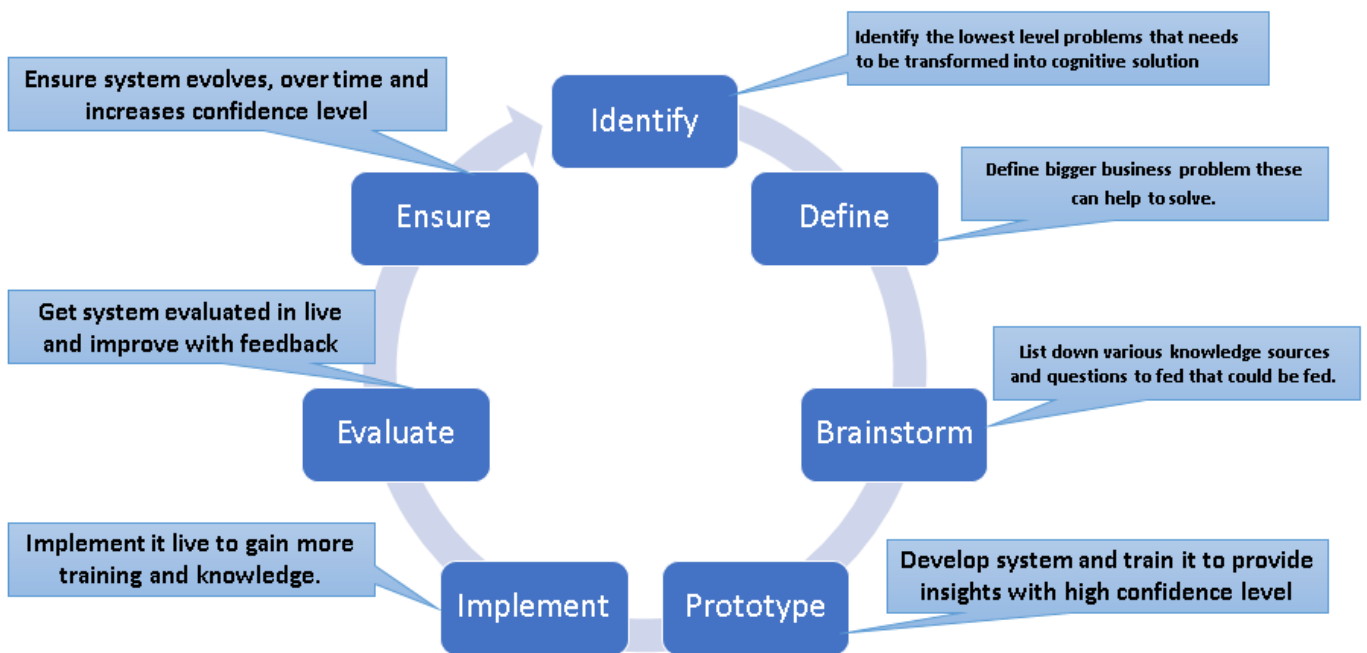 Identify
Identify the lowest level problems that needs
to be transformed into cognitive solution
Define
Define bigger business problem these
can help to solve.
Brainstorm
List down various knowledge sources
and questions to fed that could be fed.
Prototype
Develop system and train it to provide
insights with high confidence level
Implement
Implement it live to gain more
training and knowledge.
Evaluate
Get system evaluated in live
and improve with feedback
Ensure
Ensure system evolves, over time and
increases confidence level